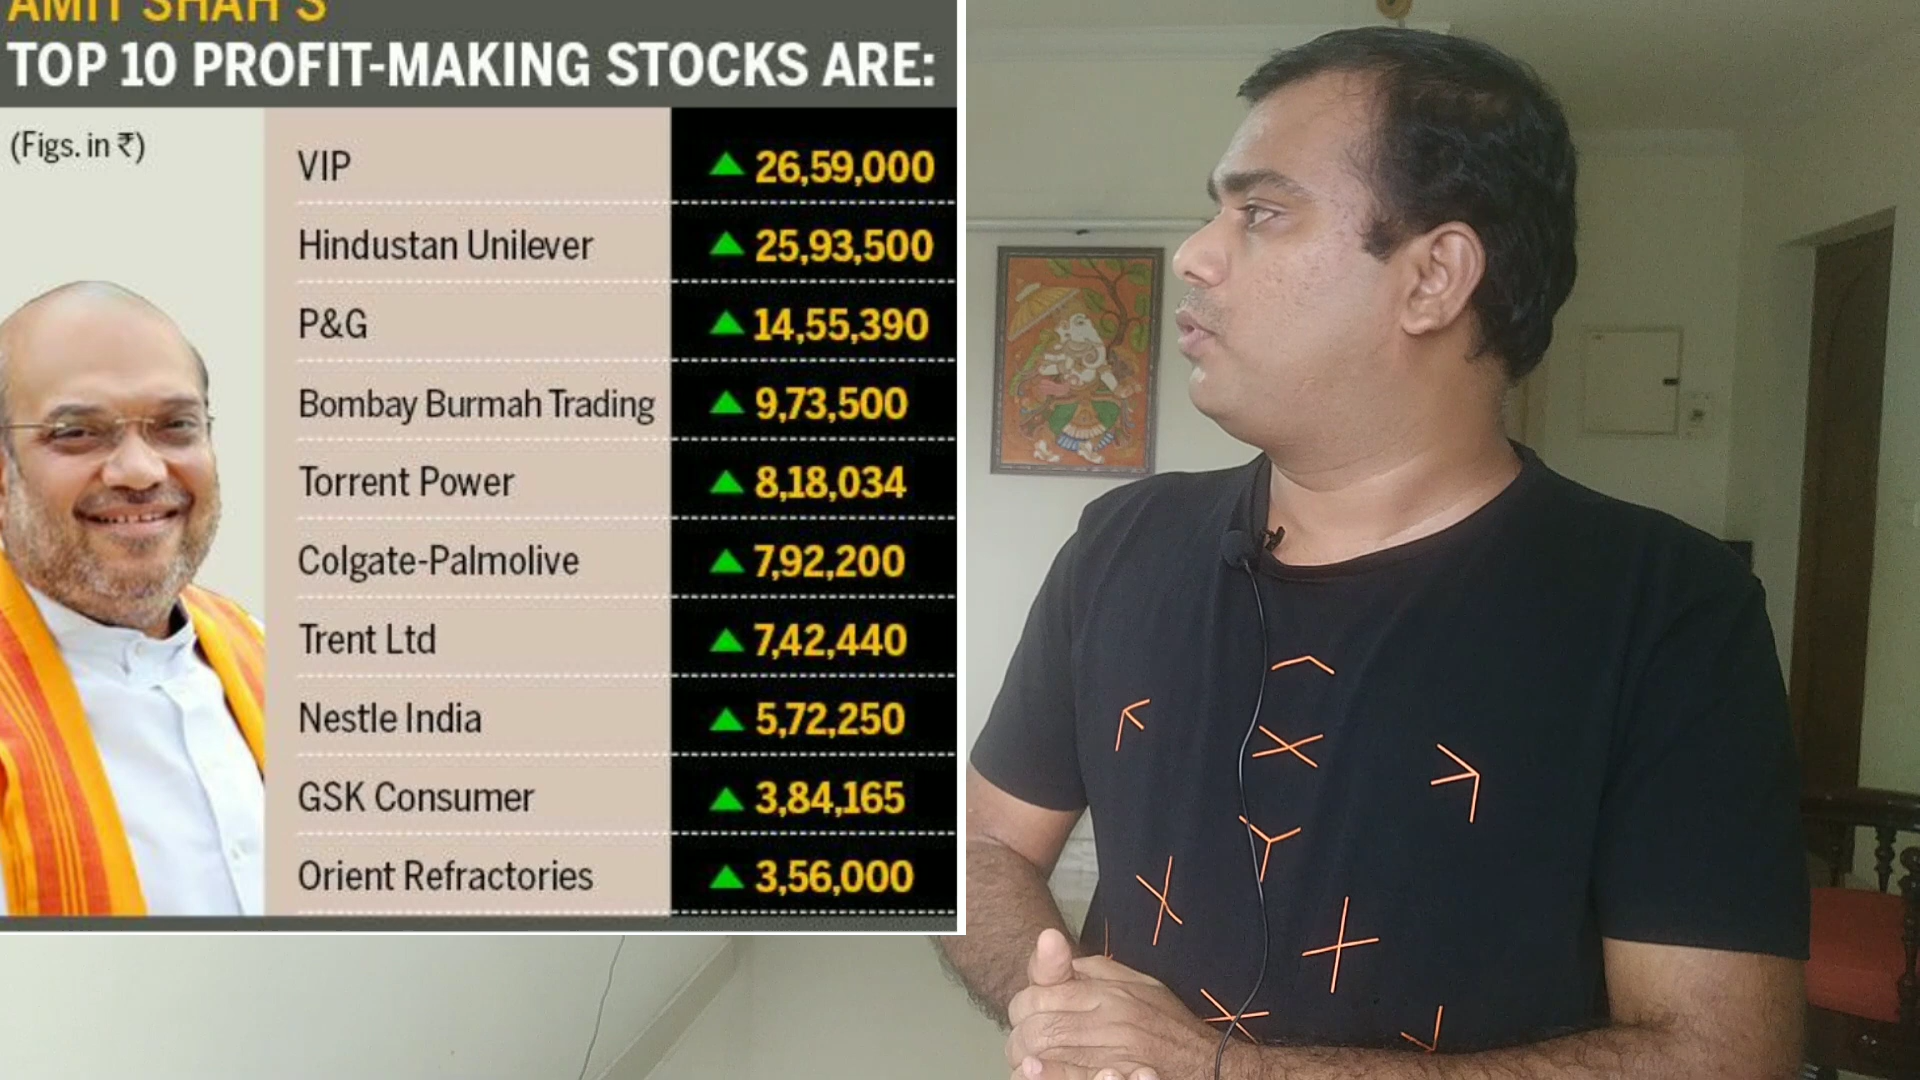 AMIT SHAH'S
TOP 10 PROFIT-MAKING STOCKS ARE:
(Figs. in ₹)
VIP 26,59,000
Hindustan Unilever 25,93,500
P&G 14,55,390
Bombay Burmah Trading 9,73,500
Torrent Power 8,18,034
Colgate-Palmolive 7,92,200
Trent Ltd 7,42,440
Nestle India 5,72,250
GSK Consumer 3,84,165
Orient Refractories 3,56,000